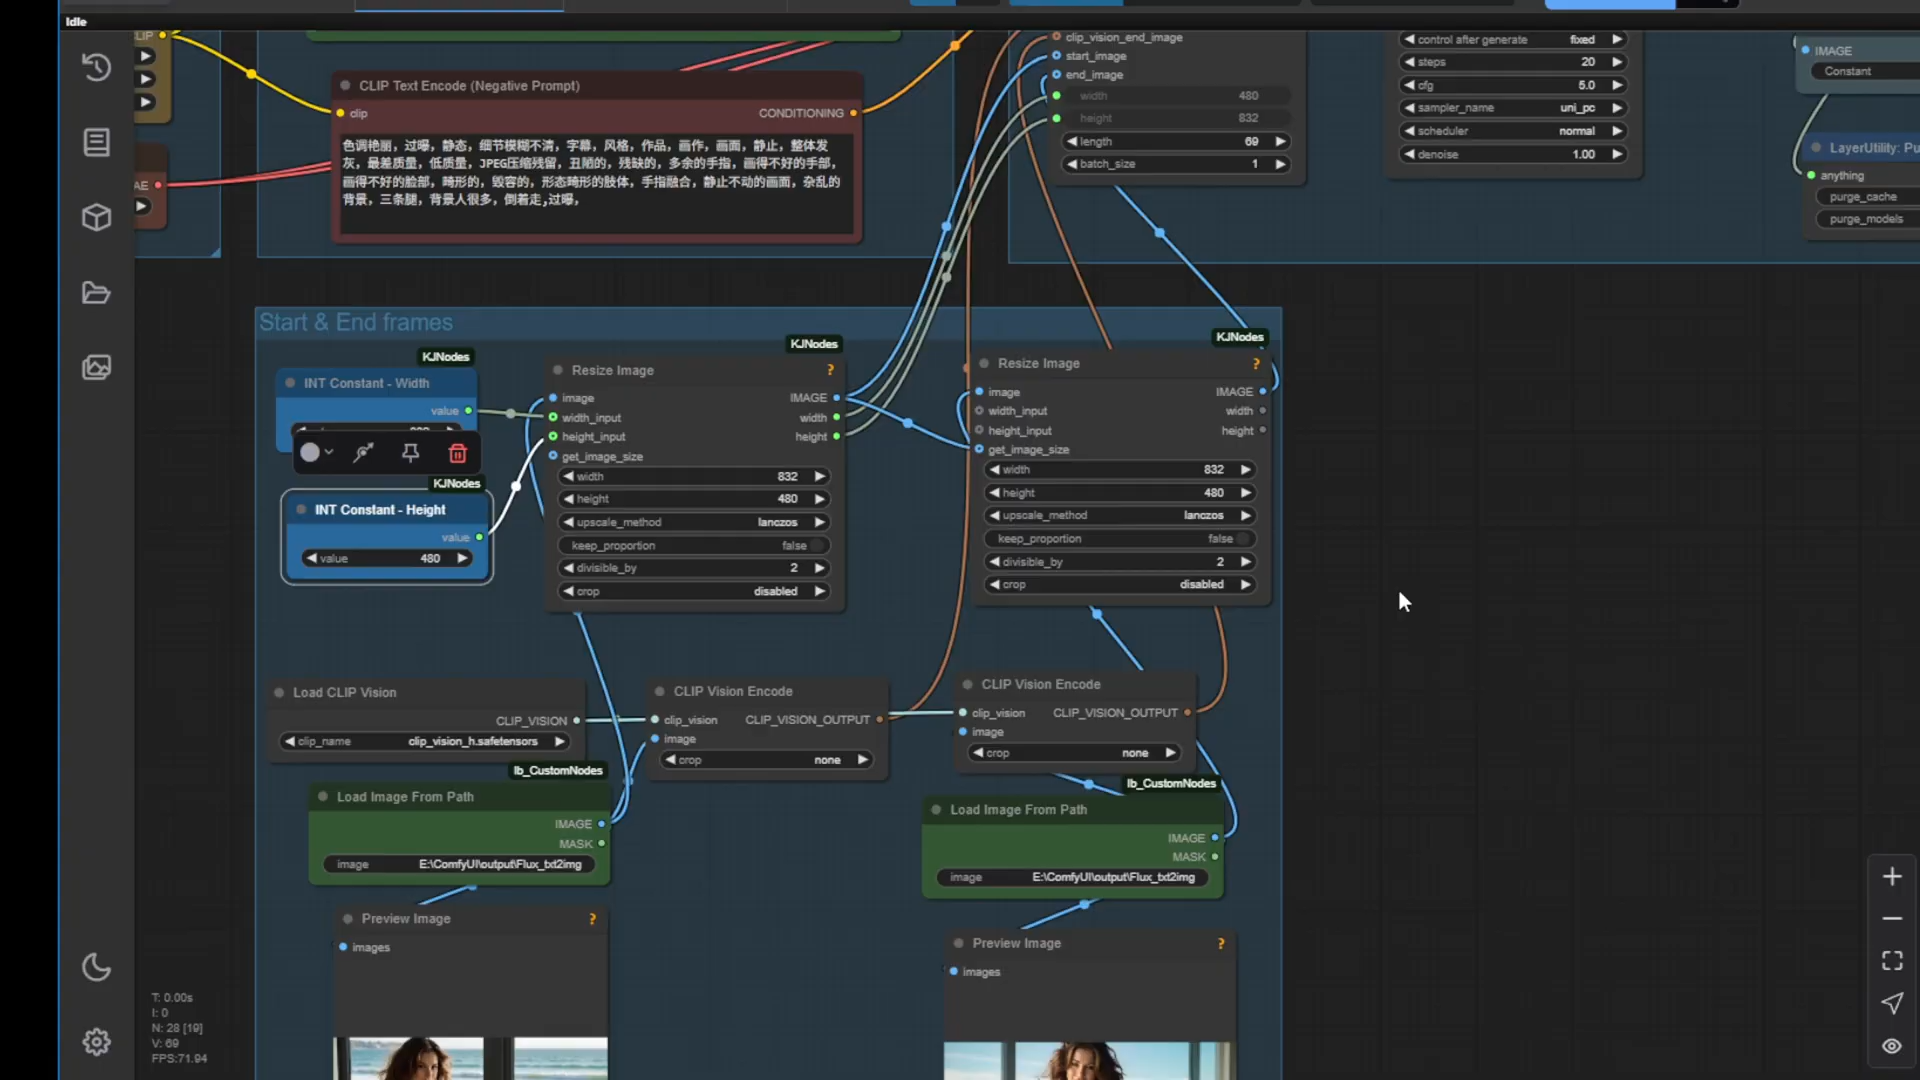 Idle
CLIP
CLIP Text Encode (Negative Prompt)
clip
CONDITIONING
色调艳丽，过曝，静态，细节模糊不清，字幕，风格，作品，画作，画面，静止，整体发
灰，最差质量，低质量，JPEG压缩残留，丑陋的，残缺的，多余的手指，画得不好的手部，
画得不好的脸部，畸形的，毁容的，形态畸形的肢体，手指融合，静止不动的画面，杂乱的
背景，三条腿，背景人很多，倒着走,过曝，
AE
clip_vision_end_image
start_image
end_image
width 480
height 832
length 69
batch_size 1
control after generate fixed
steps 20
cfg 5.0
sampler_name uni_pc
scheduler normal
denoise 1.00
IMAGE
Constant
LayerUtility: Pu
anything
purge_cache
purge_models
Start & End frames
KJNodes
INT Constant - Width
value
KJNodes
INT Constant - Height
value
value 480
KJNodes
Resize Image ?
image IMAGE
width_input width
height_input height
get_image_size
width 832
height 480
upscale_method lanczos
keep_proportion false
divisible_by 2
crop disabled
KJNodes
Resize Image ?
image IMAGE
width_input width
height_input height
get_image_size
width 832
height 480
upscale_method lanczos
keep_proportion false
divisible_by 2
crop disabled
Load CLIP Vision
CLIP_VISION
clip_name clip_vision_h.safetensors
CLIP Vision Encode
clip_vision CLIP_VISION_OUTPUT
image
crop none
CLIP Vision Encode
clip_vision CLIP_VISION_OUTPUT
image
crop none
lb_CustomNodes
Load Image From Path
IMAGE
MASK
image E:\ComfyUI\output\Flux_txt2img
lb_CustomNodes
Load Image From Path
IMAGE
MASK
image E:\ComfyUI\output\Flux_txt2img
Preview Image ?
images
Preview Image ?
images
T: 0.00s
I: 0
N: 28 [19]
V: 69
FPS:71.94